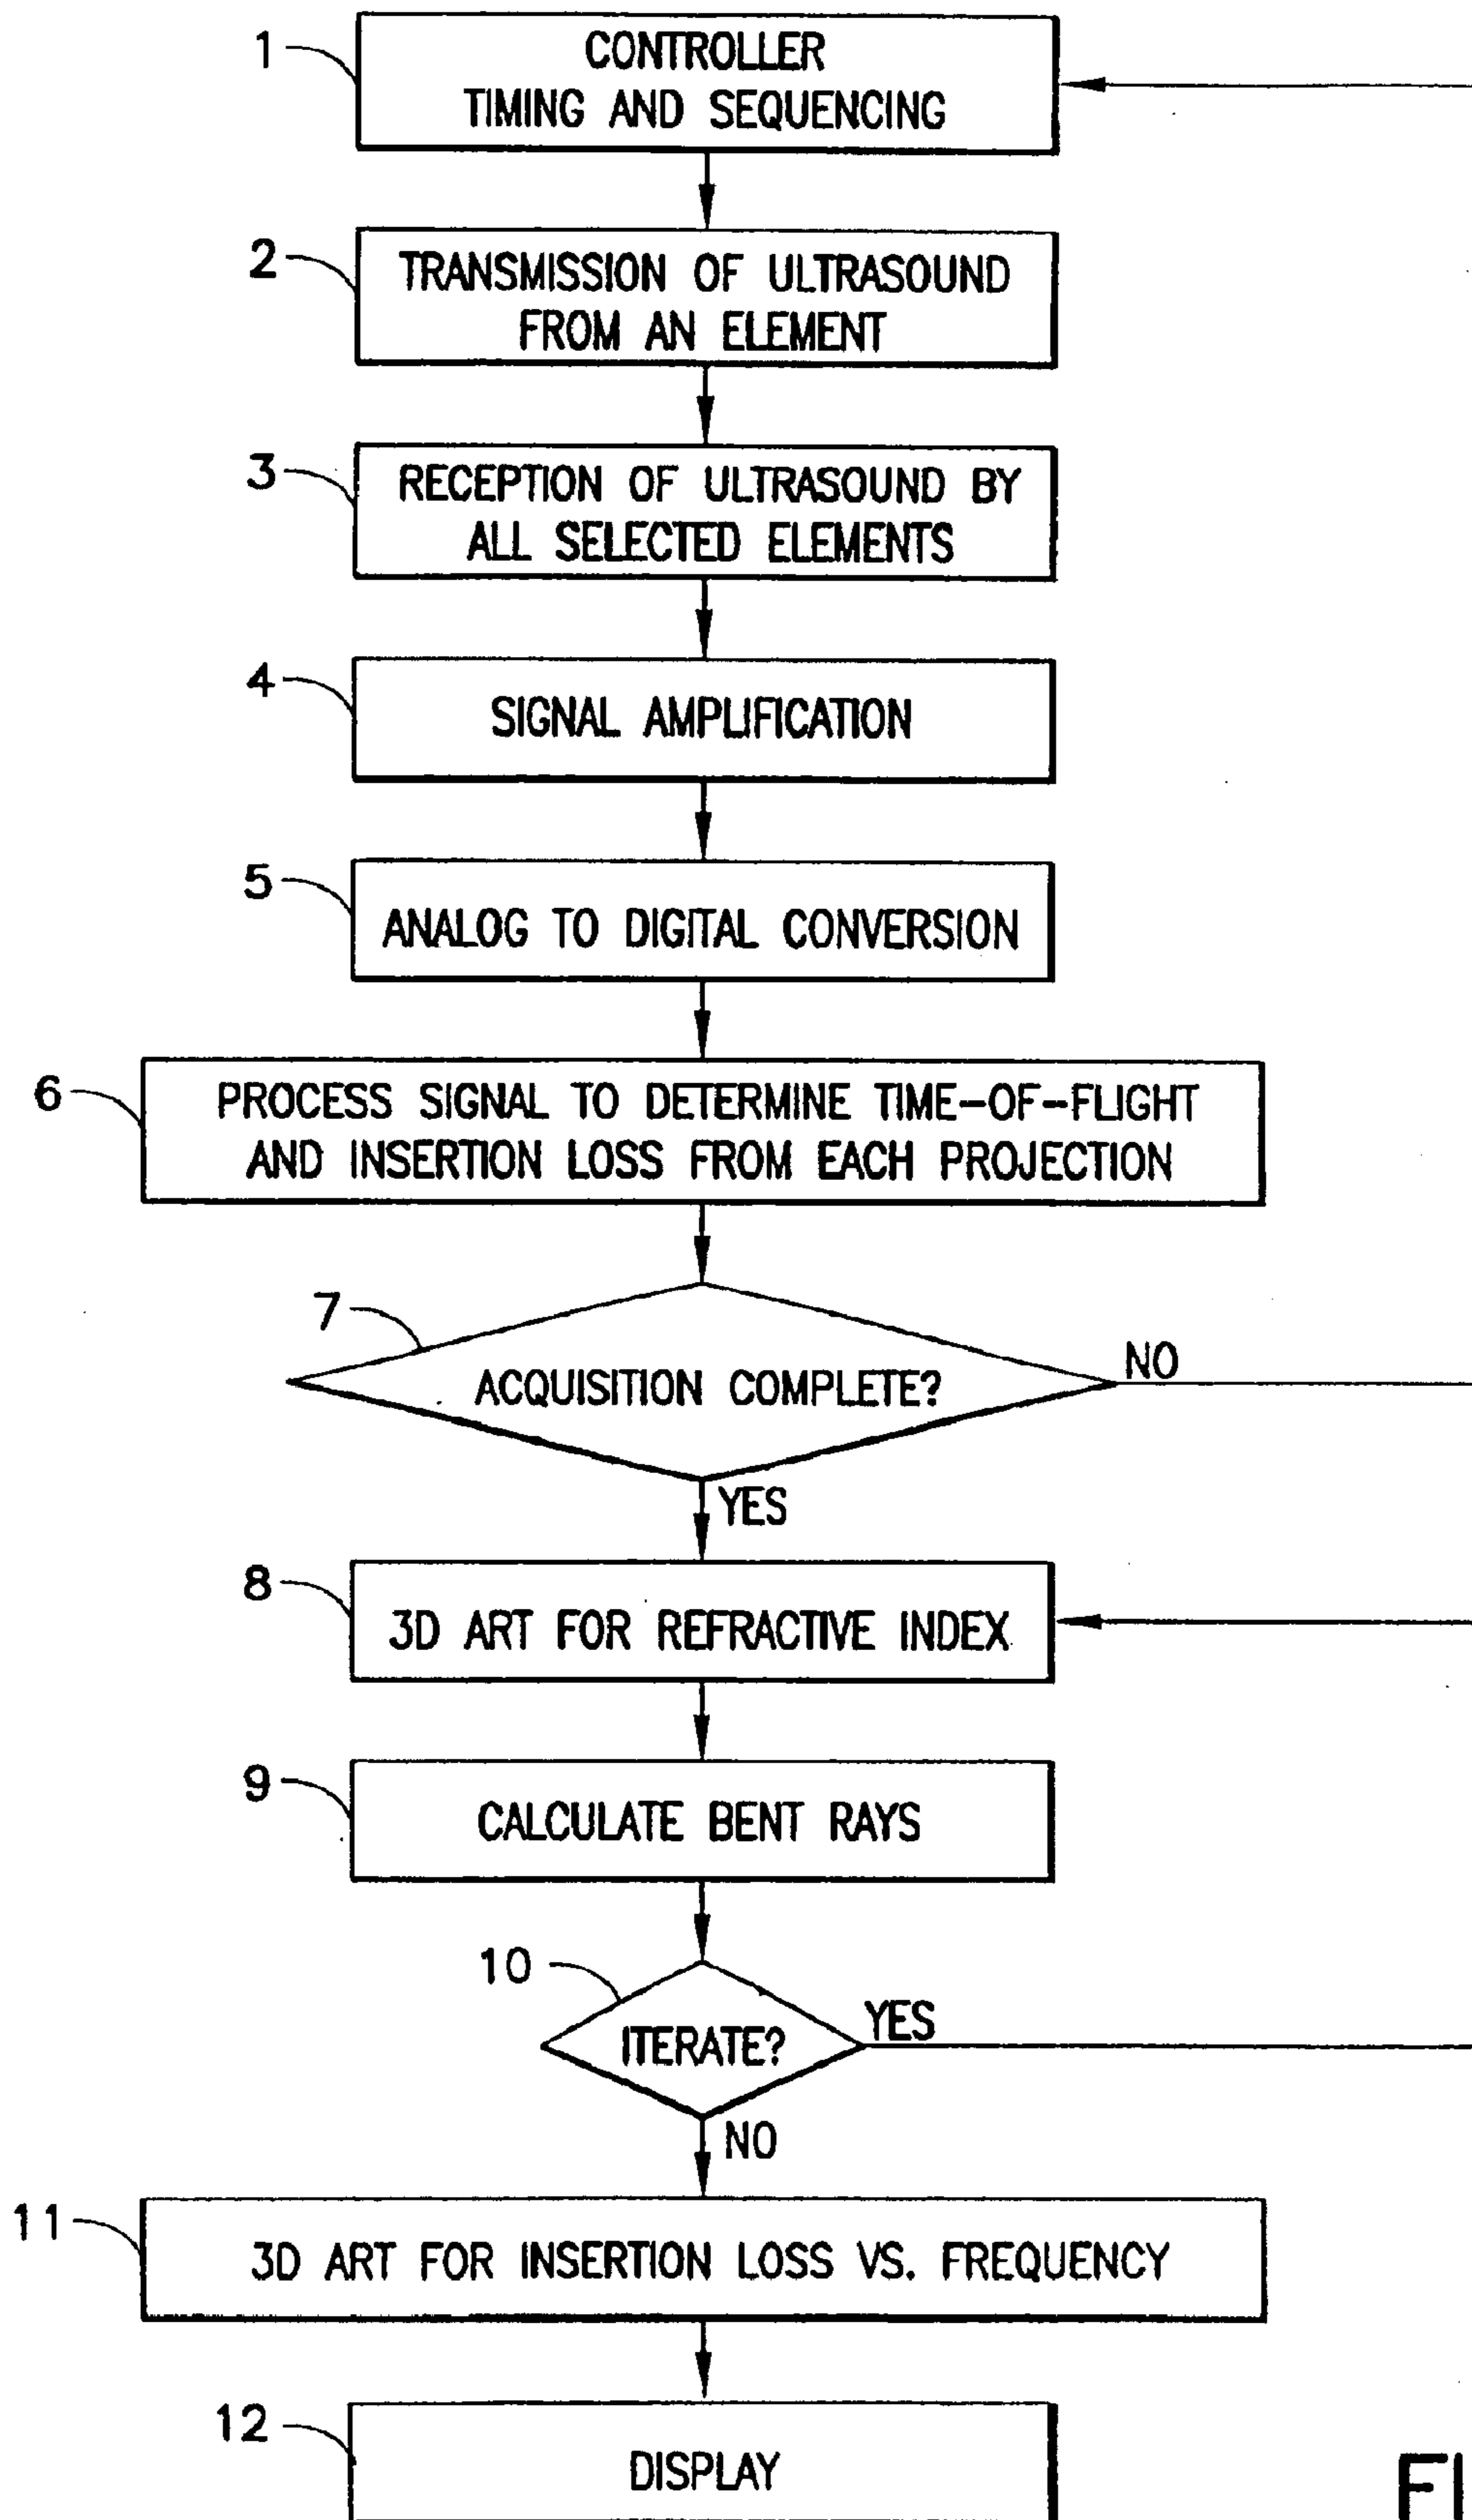 1
CONTROLLER
TIMING AND SEQUENCING
2
TRANSMISSION OF ULTRASOUND
FROM AN ELEMENT
3
RECEPTION OF ULTRASOUND BY
ALL SELECTED ELEMENTS
4
SIGNAL AMPLIFICATION
5
ANALOG TO DIGITAL CONVERSION
6
PROCESS SIGNAL TO DETERMINE TIME-OF-FLIGHT
AND INSERTION LOSS FROM EACH PROJECTION
7
ACQUISITION COMPLETE?
NO
YES
8
3D ART FOR REFRACTIVE INDEX
9
CALCULATE BENT RAYS
10
ITERATE?
YES
NO
11
3D ART FOR INSERTION LOSS VS. FREQUENCY
12
DISPLAY